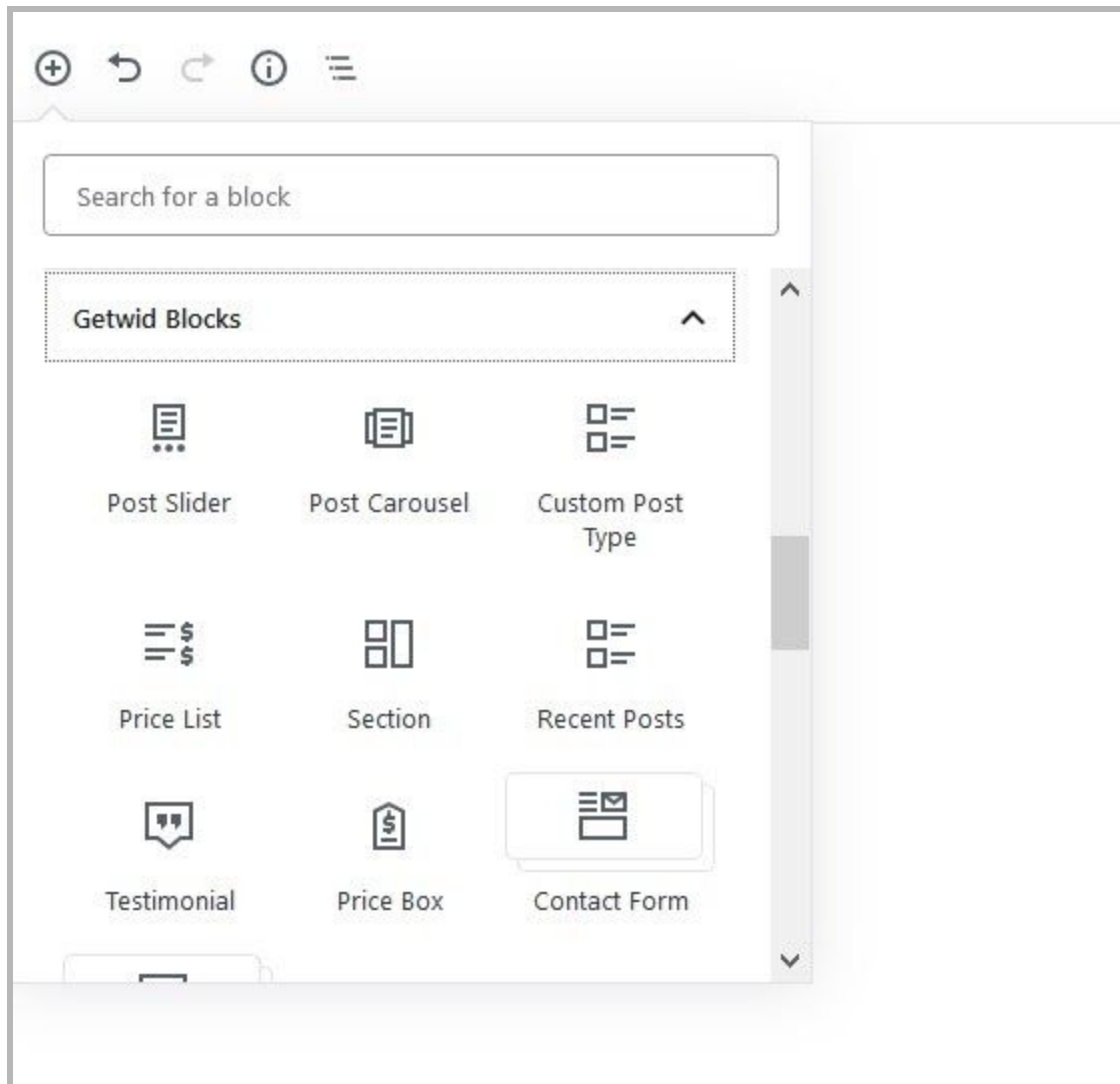 Search for a block
Getwid Blocks
Post Slider
Post Carousel
Custom Post
Type
Price List
Section
Recent Posts
Testimonial
Price Box
Contact Form